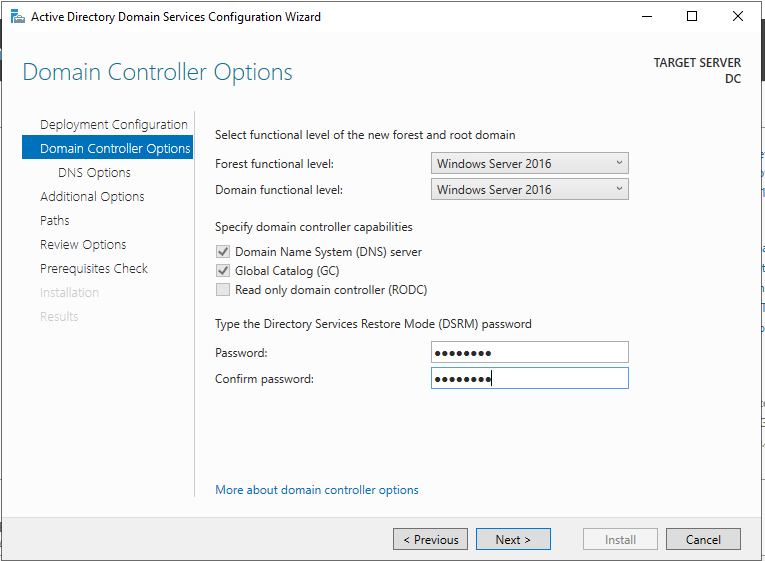 Active Directory Domain Services Configuration Wizard
Domain Controller Options
TARGET SERVER
DC
Deployment Configuration
Domain Controller Options
DNS Options
Additional Options
Paths
Review Options
Prerequisites Check
Installation
Results
Select functional level of the new forest and root domain
Forest functional level: Windows Server 2016
Domain functional level: Windows Server 2016
Specify domain controller capabilities
Domain Name System (DNS) server
Global Catalog (GC)
Read only domain controller (RODC)
Type the Directory Services Restore Mode (DSRM) password
Password: ●●●●●●●●
Confirm password: ●●●●●●●●
More about domain controller options
< Previous Next > Install Cancel